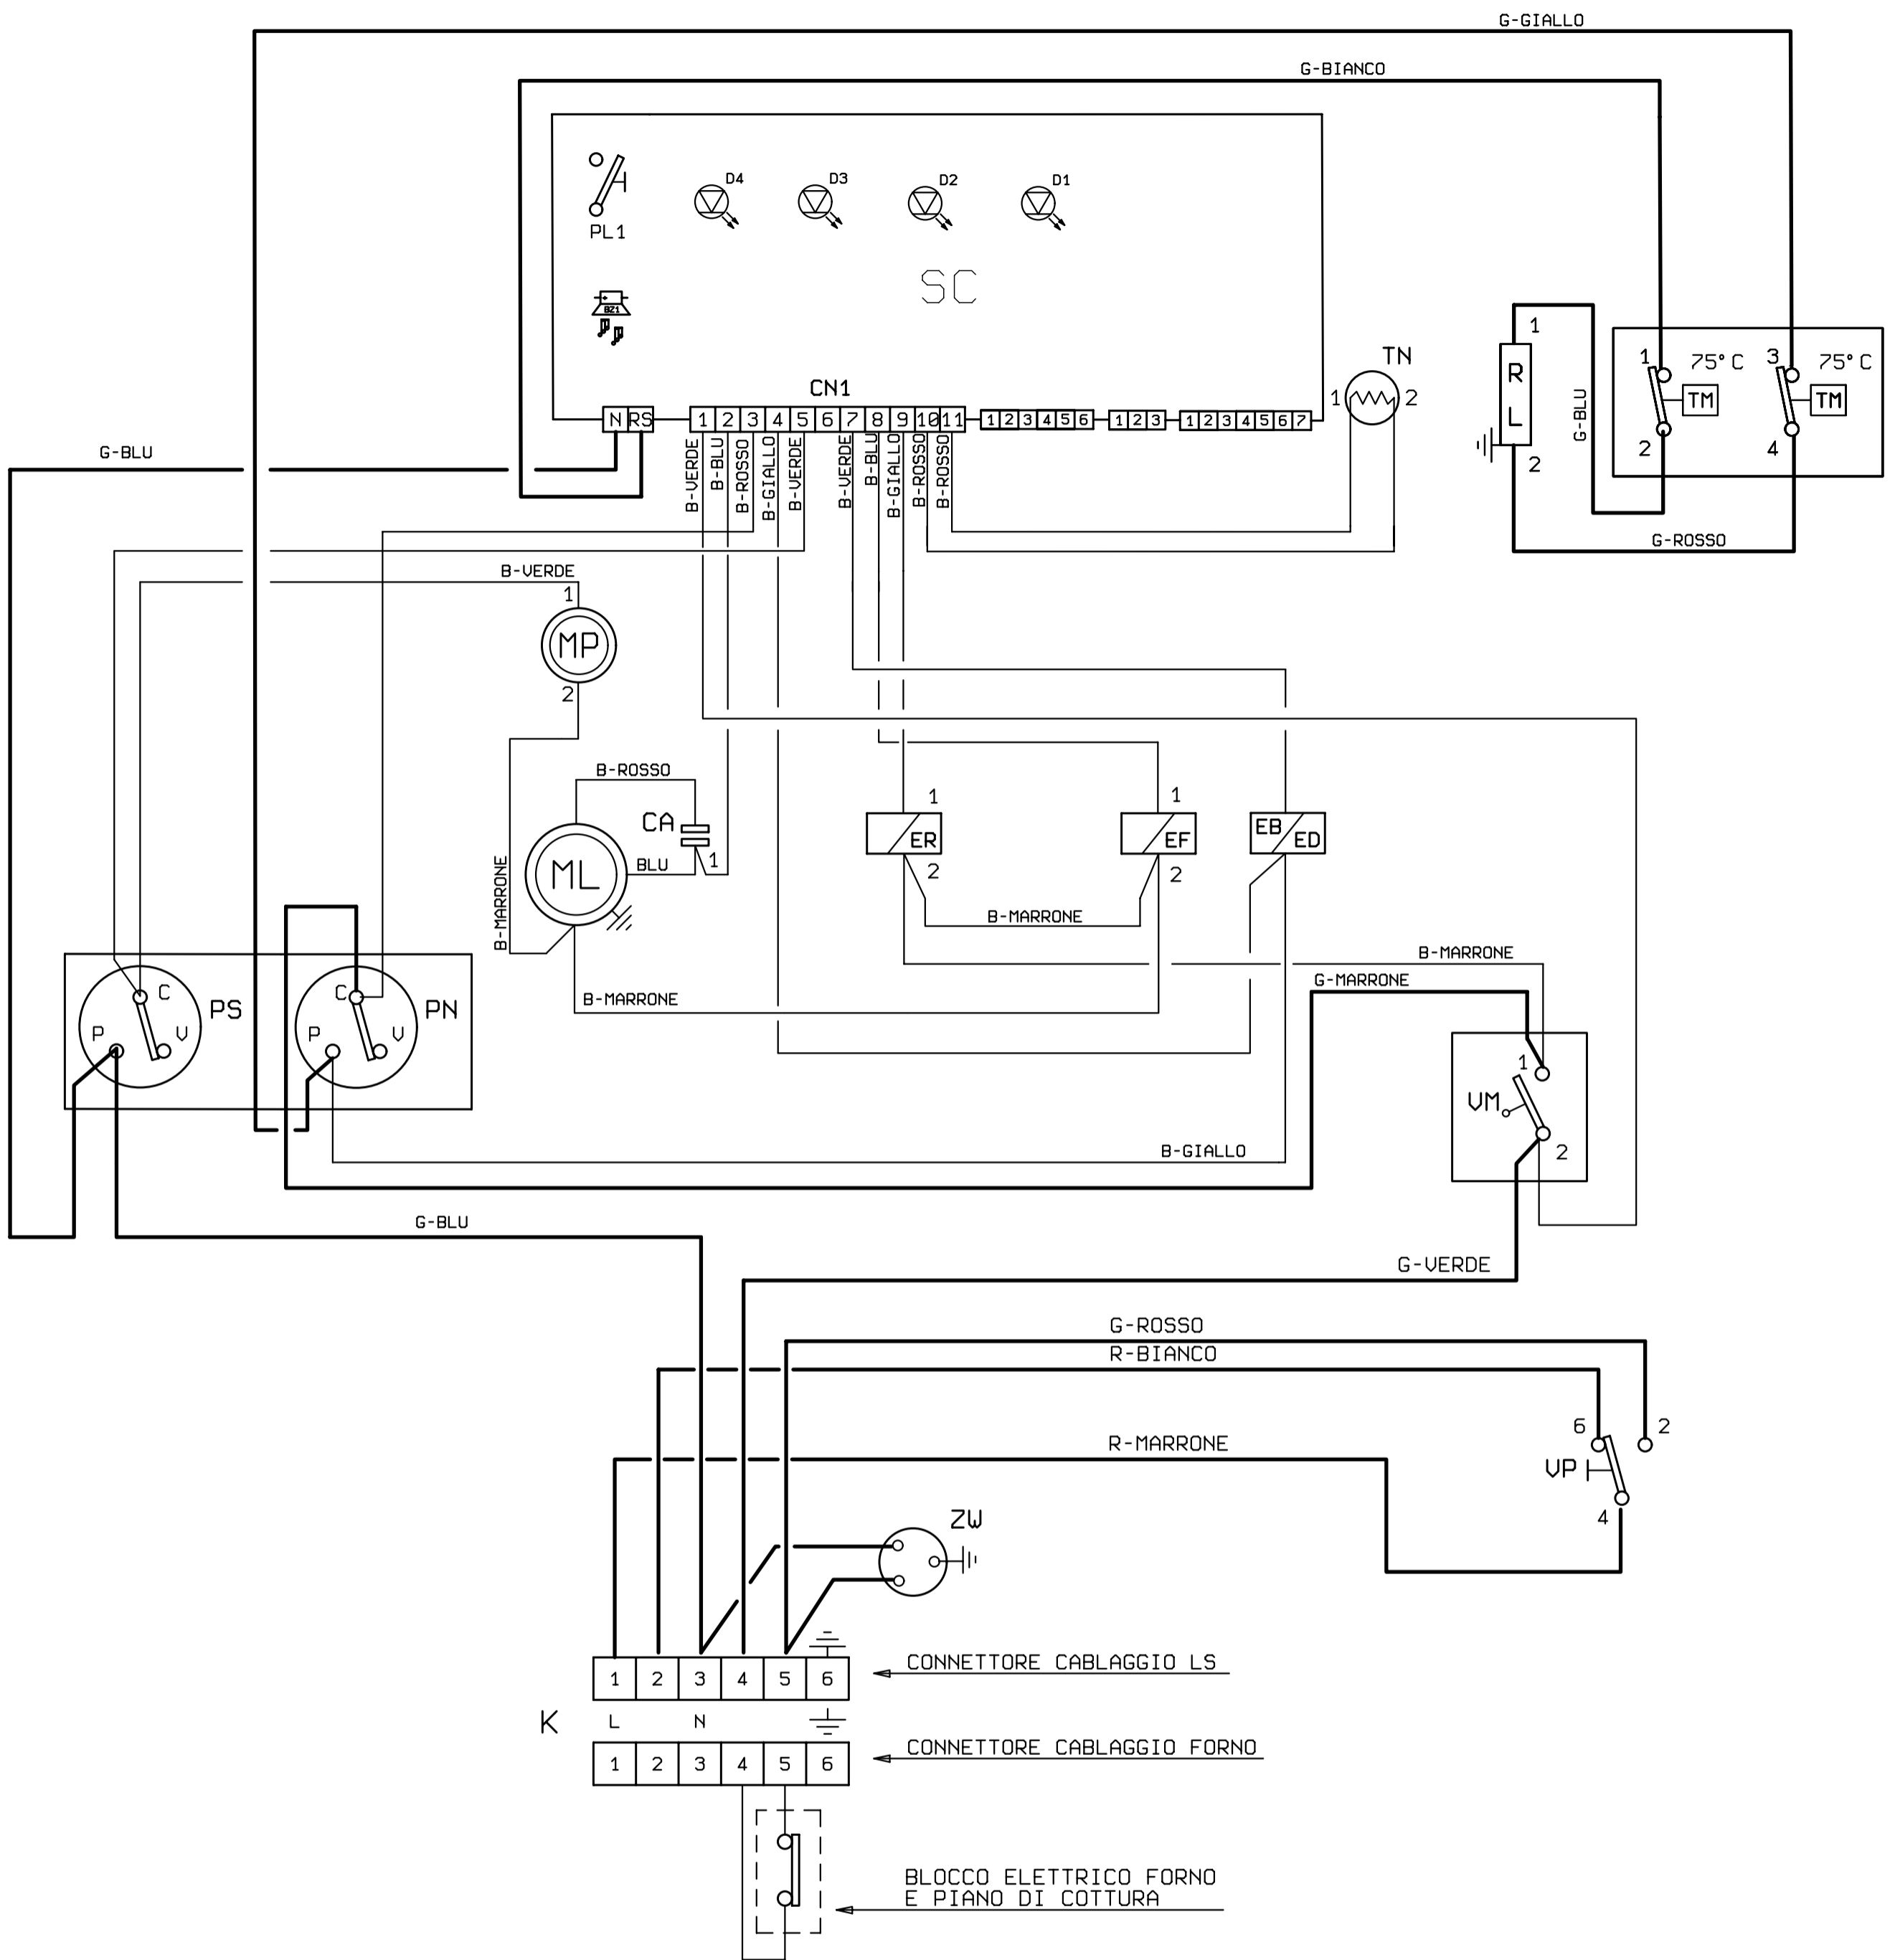 G-GIALLO
G-BIANCO
D4
D3
D2
D1
PL1
SC
BZ1
CN1
N RS
1 2 3 4 5 6 7 8 9 10 11
1 2 3 4 5 6
1 2 3
1 2 3 4 5 6 7
TN
1 2
1
R L
2
G-BLU
1 75°C
TM
2
3 75°C
TM
4
G-ROSSO
G-BLU
B-VERDE
B-BLU
B-ROSSO
B-GIALLO
B-VERDE
B-VERDE
B-BLU
B-GIALLO
B-ROSSO
B-ROSSO
B-VERDE
1
MP
2
B-ROSSO
CA
1
BLU
ML
B-MARRONE
1
ER
2
1
EF
2
EB
ED
B-MARRONE
B-MARRONE
G-MARRONE
B-MARRONE
C
P V
PS
C
P V
PN
1
VM
2
B-GIALLO
G-BLU
G-VERDE
G-ROSSO
R-BIANCO
6 2
VP
4
R-MARRONE
ZW
CONNETTORE CABLAGGIO LS
1 2 3 4 5 6
K L N
CONNETTORE CABLAGGIO FORNO
1 2 3 4 5 6
BLOCCO ELETTRICO FORNO
E PIANO DI COTTURA